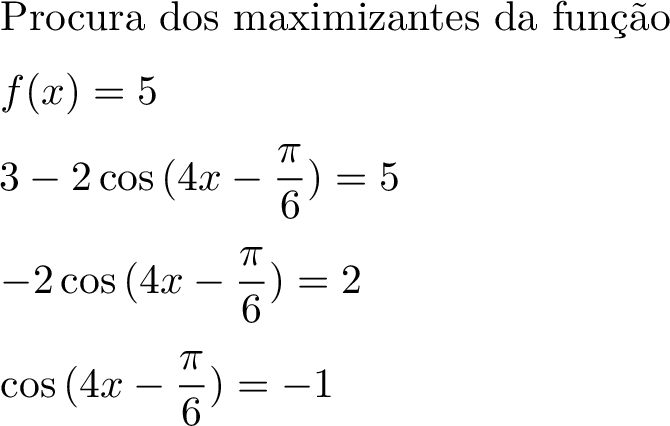 Procura dos maximizantes da função
f(x) = 5
3 − 2 cos (4x − π/6) = 5
−2 cos (4x − π/6) = 2
cos (4x − π/6) = −1